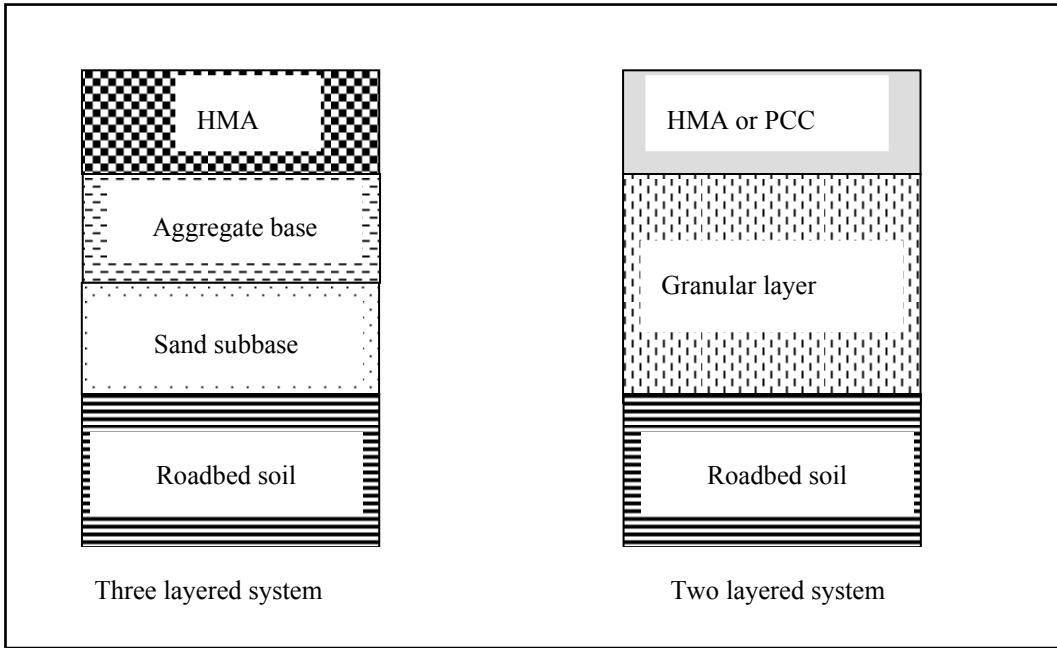 HMA
Aggregate base
Sand subbase
Roadbed soil
Three layered system
HMA or PCC
Granular layer
Roadbed soil
Two layered system